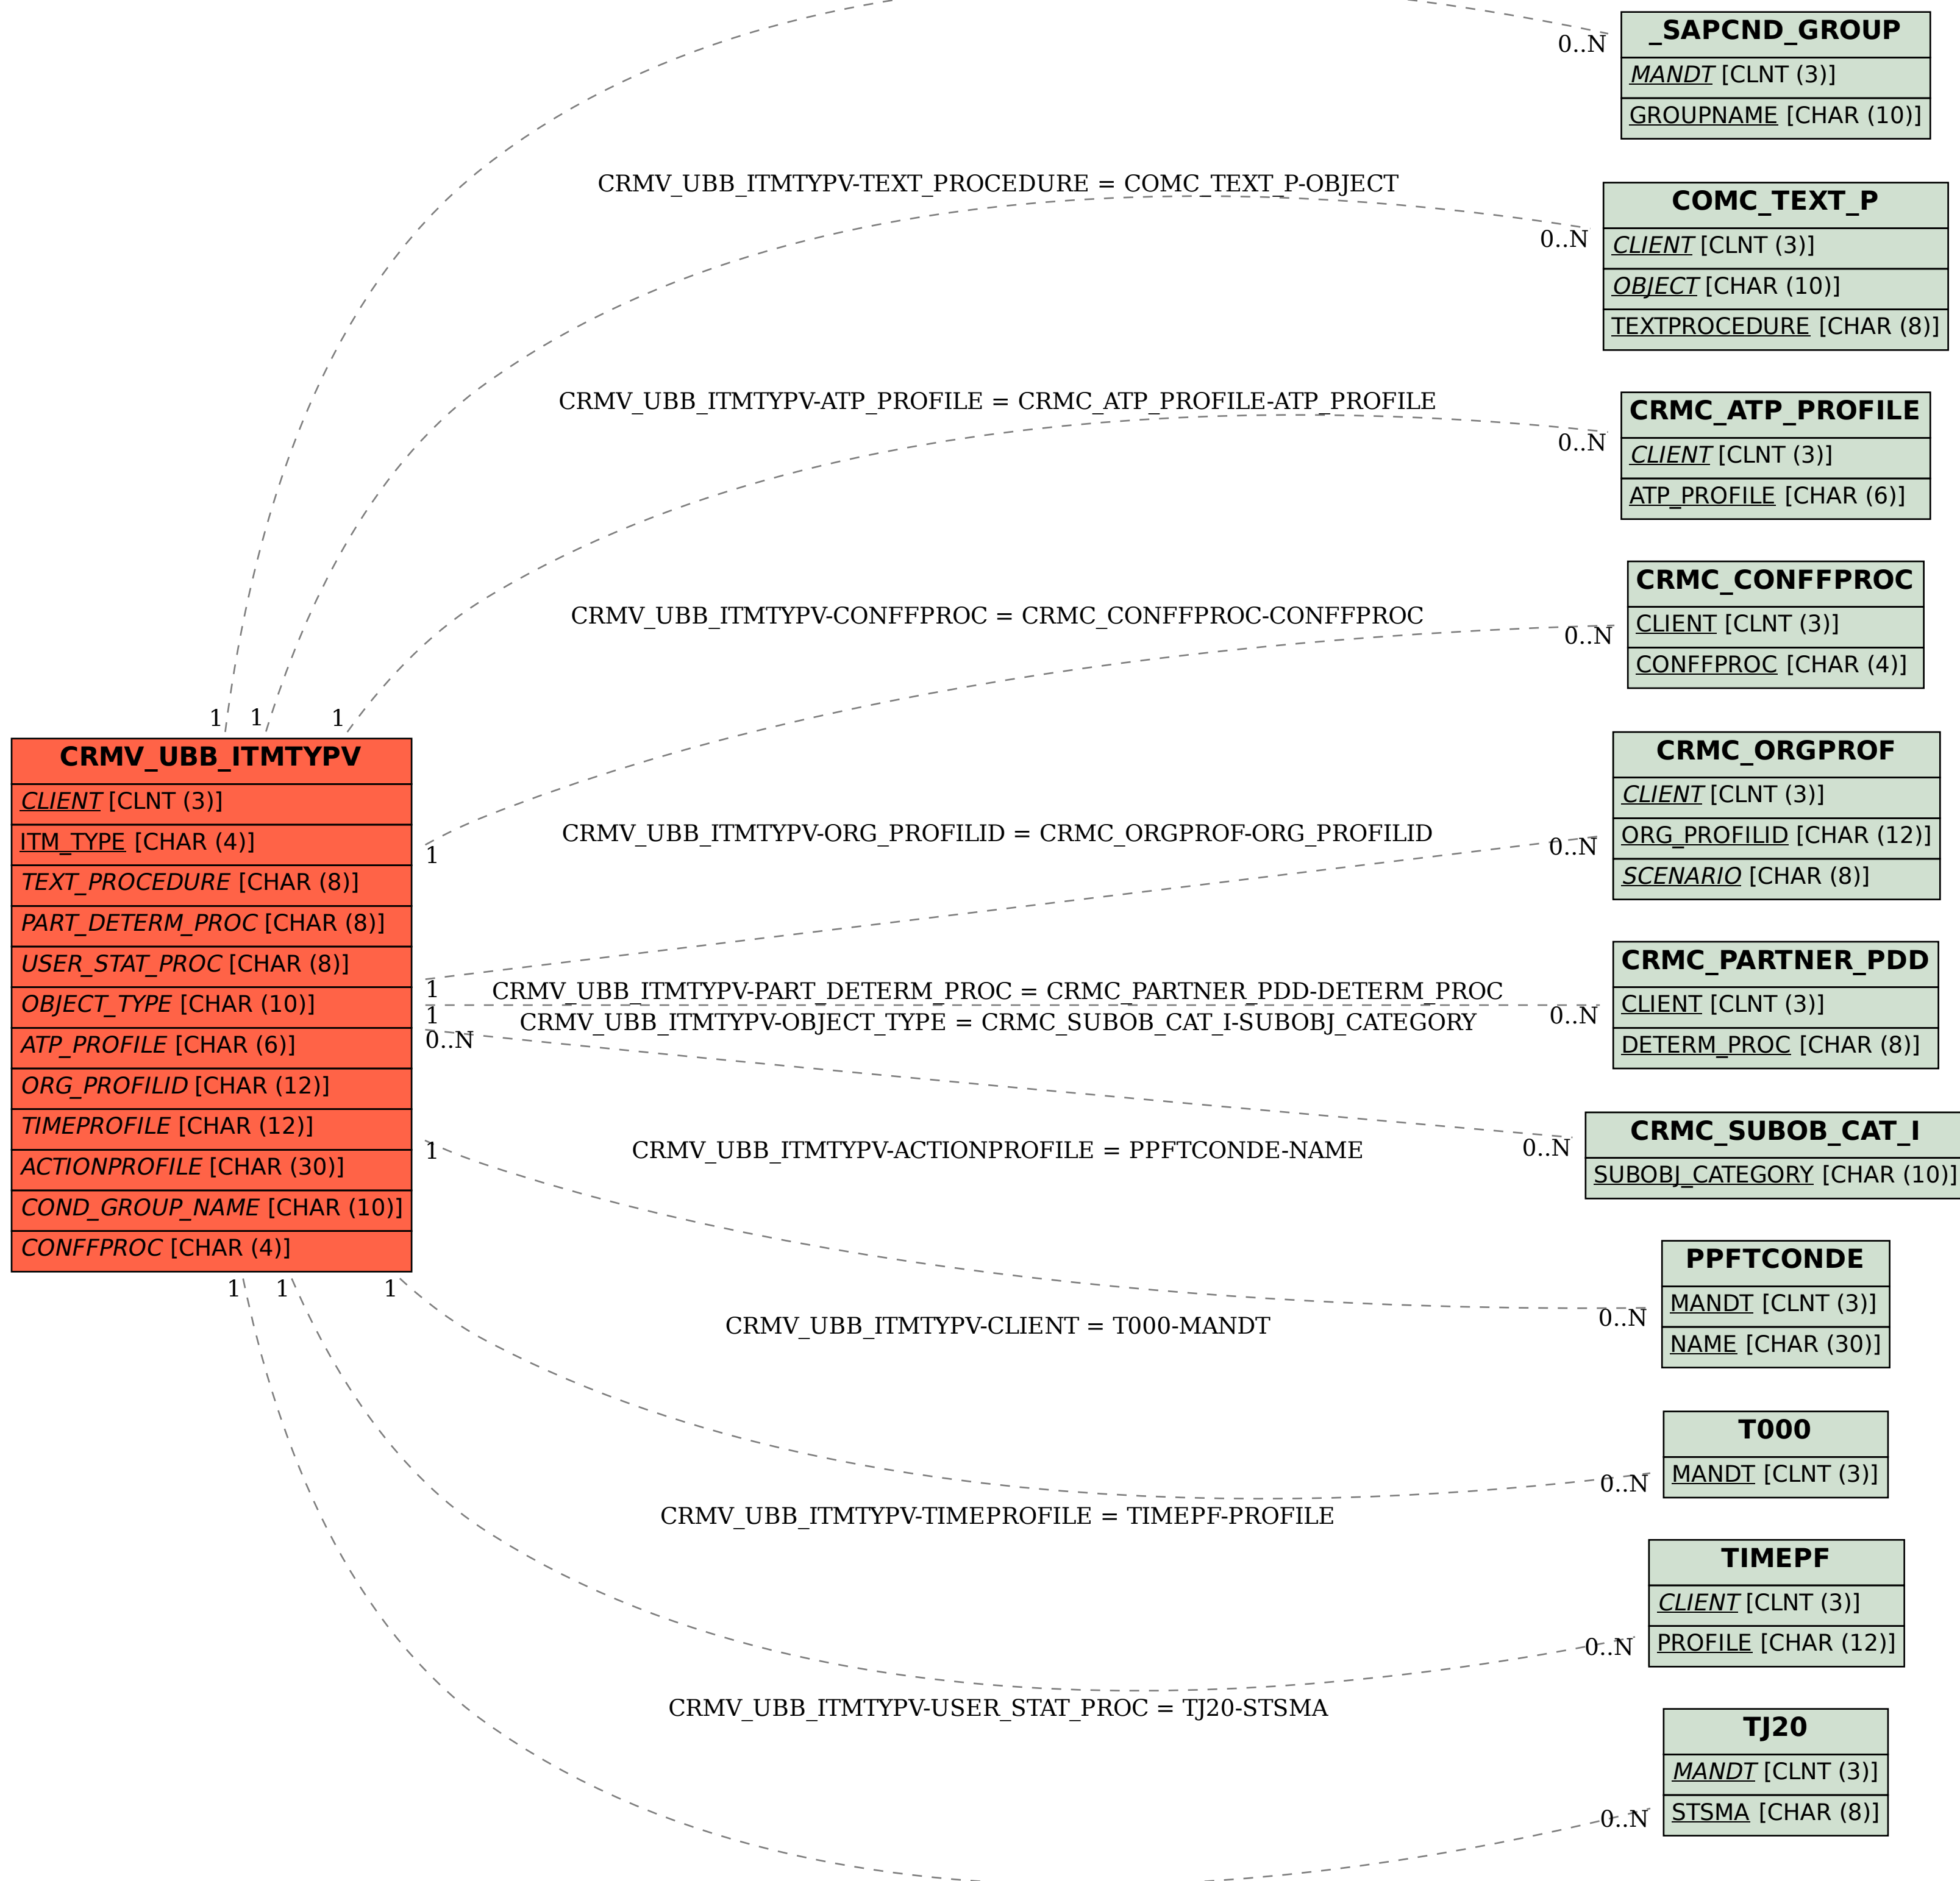 _SAPCND_GROUP
MANDT [CLNT (3)]
GROUPNAME [CHAR (10)]
0..N
CRMV_UBB_ITMTYPV-TEXT_PROCEDURE = COMC_TEXT_P-OBJECT
COMC_TEXT_P
CLIENT [CLNT (3)]
OBJECT [CHAR (10)]
TEXTPROCEDURE [CHAR (8)]
0..N
CRMV_UBB_ITMTYPV-ATP_PROFILE = CRMC_ATP_PROFILE-ATP_PROFILE
CRMC_ATP_PROFILE
CLIENT [CLNT (3)]
ATP_PROFILE [CHAR (6)]
0..N
CRMV_UBB_ITMTYPV-CONFFPROC = CRMC_CONFFPROC-CONFFPROC
CRMC_CONFFPROC
CLIENT [CLNT (3)]
CONFFPROC [CHAR (4)]
0..N
1
1
1
CRMV_UBB_ITMTYPV
CLIENT [CLNT (3)]
ITM_TYPE [CHAR (4)]
TEXT_PROCEDURE [CHAR (8)]
PART_DETERM_PROC [CHAR (8)]
USER_STAT_PROC [CHAR (8)]
OBJECT_TYPE [CHAR (10)]
ATP_PROFILE [CHAR (6)]
ORG_PROFILID [CHAR (12)]
TIMEPROFILE [CHAR (12)]
ACTIONPROFILE [CHAR (30)]
COND_GROUP_NAME [CHAR (10)]
CONFFPROC [CHAR (4)]
1
1
1
0..N
1
1
1
1
CRMV_UBB_ITMTYPV-ORG_PROFILID = CRMC_ORGPROF-ORG_PROFILID
CRMC_ORGPROF
CLIENT [CLNT (3)]
ORG_PROFILID [CHAR (12)]
SCENARIO [CHAR (8)]
0..N
CRMV_UBB_ITMTYPV-PART_DETERM_PROC = CRMC_PARTNER_PDD-DETERM_PROC
CRMC_PARTNER_PDD
CLIENT [CLNT (3)]
DETERM_PROC [CHAR (8)]
0..N
CRMV_UBB_ITMTYPV-OBJECT_TYPE = CRMC_SUBOB_CAT_I-SUBOBJ_CATEGORY
CRMC_SUBOB_CAT_I
SUBOBJ_CATEGORY [CHAR (10)]
0..N
CRMV_UBB_ITMTYPV-ACTIONPROFILE = PPFTCONDE-NAME
PPFTCONDE
MANDT [CLNT (3)]
NAME [CHAR (30)]
0..N
CRMV_UBB_ITMTYPV-CLIENT = T000-MANDT
T000
MANDT [CLNT (3)]
0..N
CRMV_UBB_ITMTYPV-TIMEPROFILE = TIMEPF-PROFILE
TIMEPF
CLIENT [CLNT (3)]
PROFILE [CHAR (12)]
0..N
CRMV_UBB_ITMTYPV-USER_STAT_PROC = TJ20-STSMA
TJ20
MANDT [CLNT (3)]
STSMA [CHAR (8)]
0..N